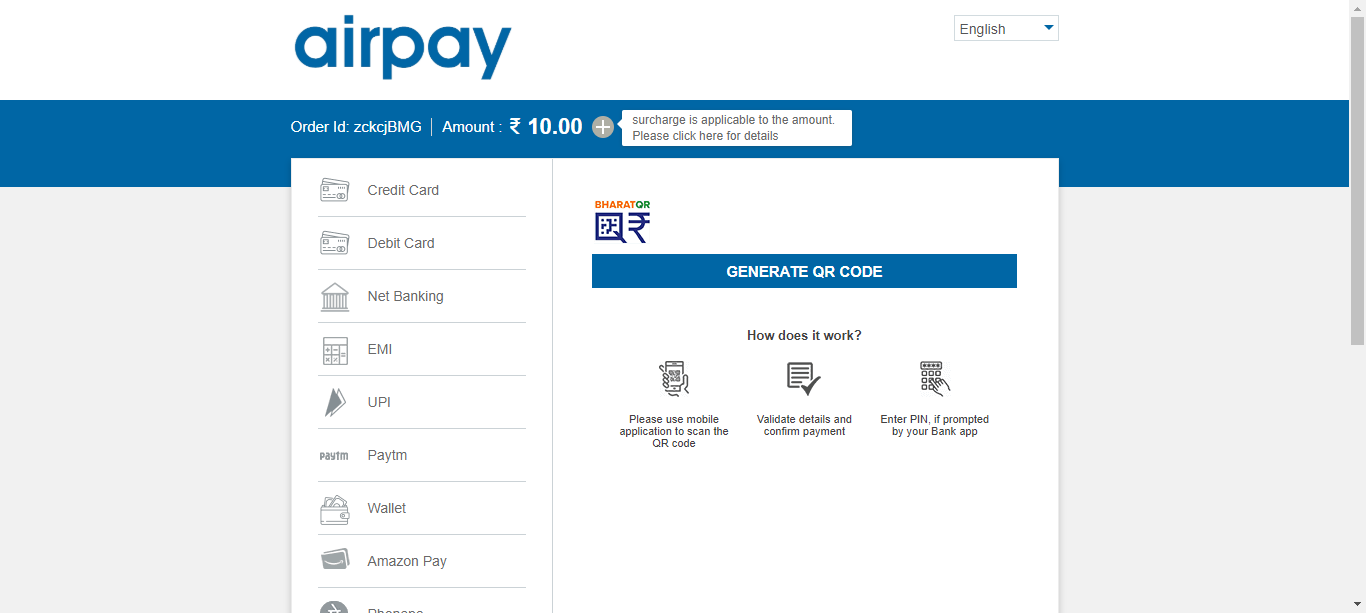 airpay
English
Order Id: zckcjBMG
Amount : ₹ 10.00
surcharge is applicable to the amount.
Please click here for details
Credit Card
Debit Card
Net Banking
EMI
UPI
Paytm
Paytm
Wallet
Amazon Pay
Phonepe
BHARATQR
GENERATE QR CODE
How does it work?
Please use mobile
application to scan the
QR code
Validate details and
confirm payment
Enter PIN, if prompted
by your Bank app